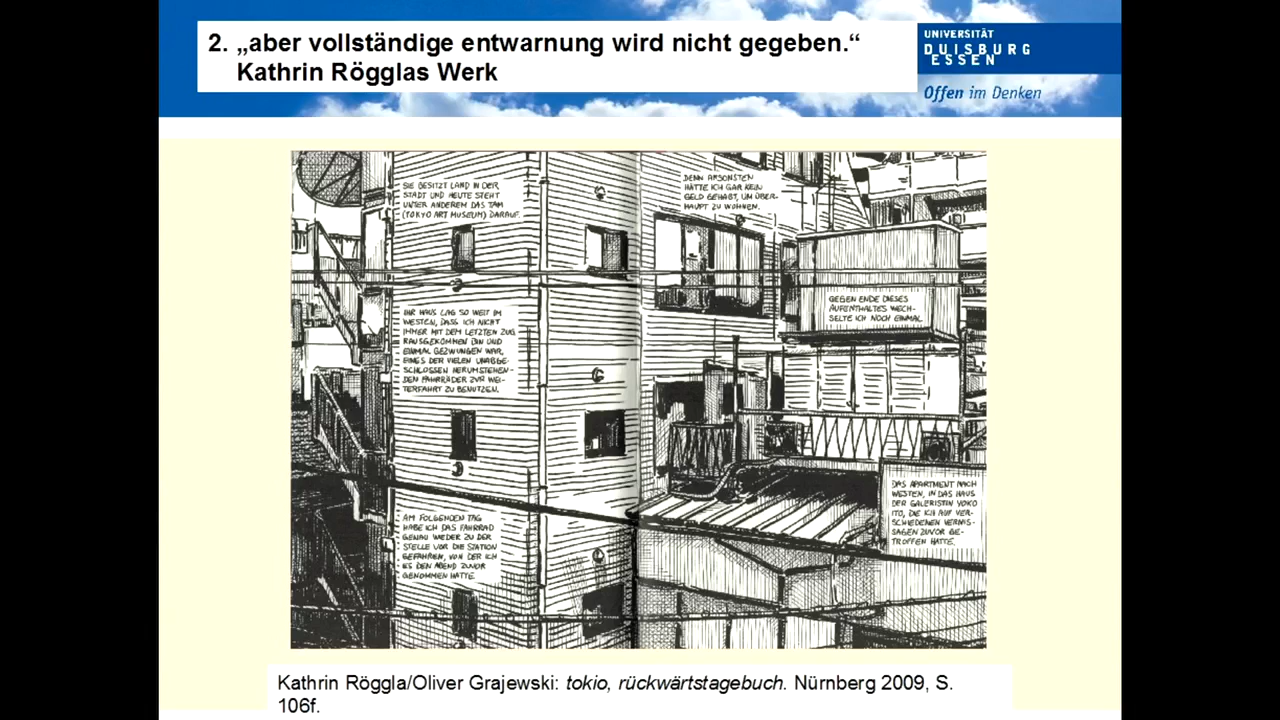 2. „aber vollständige entwarnung wird nicht gegeben.“
Kathrin Rögglas Werk
UNIVERSITÄT
DUISBURG
ESSEN
Offen im Denken
SIE BESITZT LAND IN DER
STADT UND HEUTE STEHT
UNTER ANDEREM DAS TAM
(TOKYO ART MUSEUM) DARAUF.
IHR HAUS LAG SO WEIT IM
WESTEN, DASS ICH NICHT
IMMER MIT DEM LETZTEN ZUG
RAUSGEKOMMEN BIN UND
EINMAL GEZWUNGEN WAR,
EINES DER VIELEN UNABGE-
SCHLOSSEN HERUMSTEHEN-
DEN FAHRRÄDER ZUR WEI-
TERFAHRT ZU BENUTZEN.
AM FOLGENDEN TAG
HABE ICH DAS FAHRRAD
GENAU WIEDER ZU DER
STELLE VOR DIE STATION
GEFAHREN, VON DER ICH
ES DEN ABEND ZUVOR
GENOMMEN HATTE.
DENN ANSONSTEN
HÄTTE ICH GAR KEIN
GELD GEHABT, UM ÜBER-
HAUPT ZU WOHNEN.
GEGEN ENDE DIESES
AUFENTHALTES WECH-
SELTE ICH NOCH EINMAL
DAS APARTMENT NACH
WESTEN, IN DAS HAUS
DER GALERISTIN YOKO
ITO, DIE ICH AUF VER-
SCHIEDENEN VERNIS-
SAGEN ZUVOR GE-
TROFFEN HATTE.
Kathrin Röggla/Oliver Grajewski: tokio, rückwärtstagebuch. Nürnberg 2009, S.
106f.